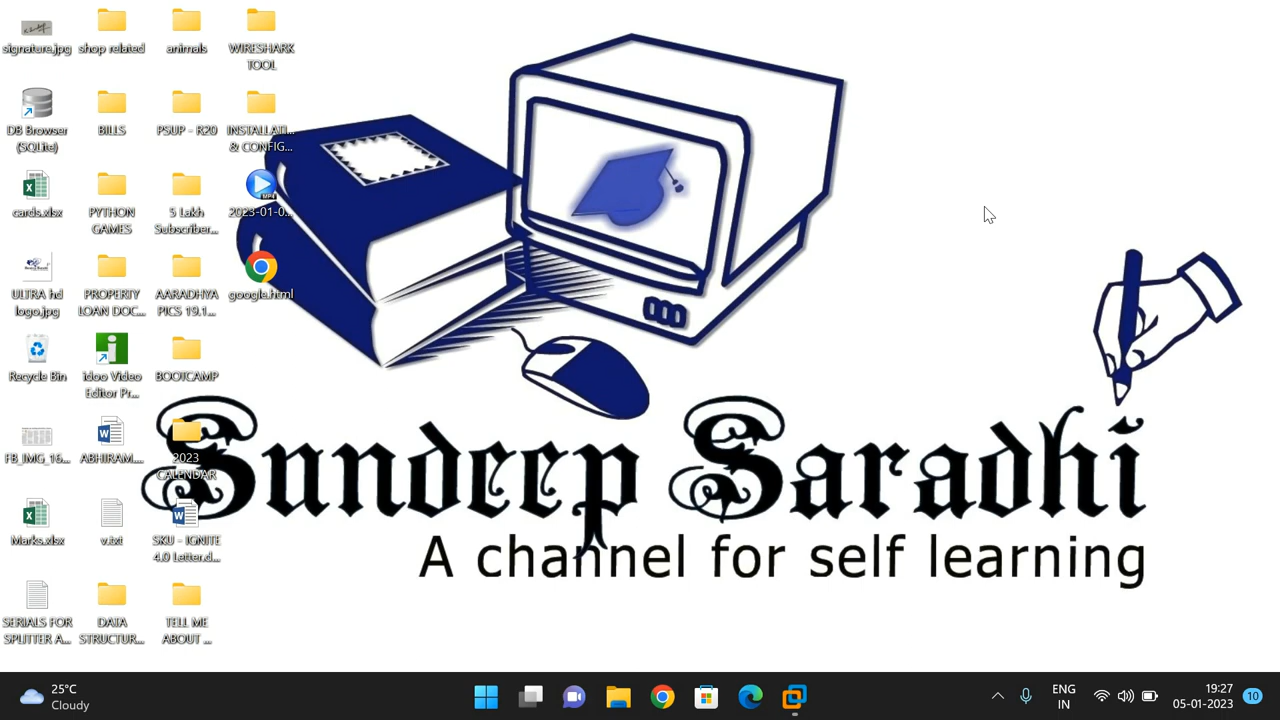 signature.jpg
shop related
animals
WIRESHARK
TOOL
DB Browser
(SQLite)
BILLS
PSUP - R20
INSTALLATI...
& CONFIG...
cards.xlsx
PYTHON
GAMES
5 Lakh
Subscriber...
MP4
2023-01-0...
ULTRA hd
logo.jpg
PROPERTY
LOAN DOC...
AARADHYA
PICS 19.1...
google.html
Recycle Bin
idoo Video
Editor Pr...
BOOTCAMP
FB_IMG_16...
ABHIRAM....
2023
CALENDAR
Marks.xlsx
v.txt
SKU - IGNITE
4.0 Letter.d...
SERIALS FOR
SPLITTER A...
DATA
STRUCTUR...
TELL ME
ABOUT ...
Sundeep Saradhi
A channel for self learning
25°C
Cloudy
ENG
IN
19:27
05-01-2023
10